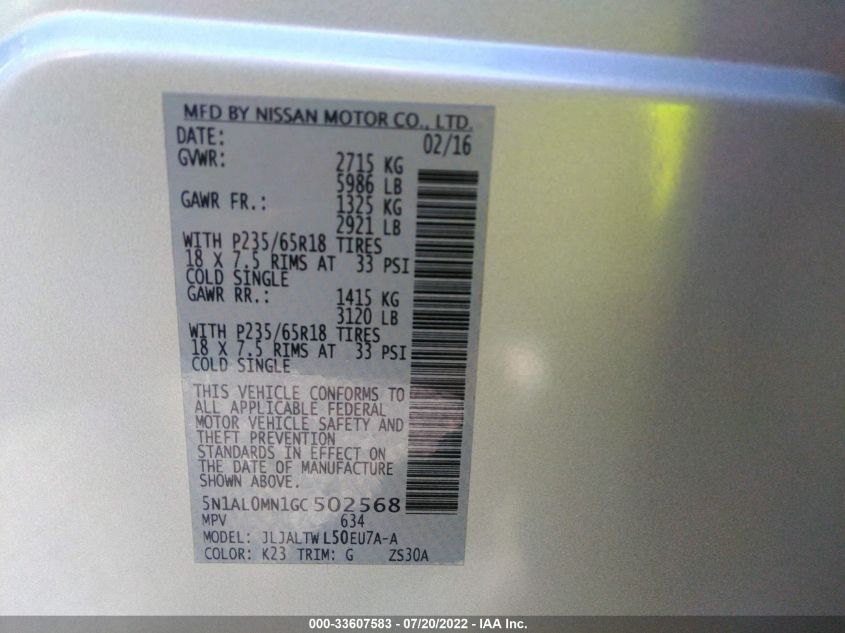 MFD BY NISSAN MOTOR CO., LTD.
DATE: 02/16
GVWR: 2715 KG
5986 LB
GAWR FR.: 1325 KG
2921 LB
WITH P235/65R18 TIRES
18 X 7.5 RIMS AT 33 PSI
COLD SINGLE
GAWR RR.: 1415 KG
3120 LB
WITH P235/65R18 TIRES
18 X 7.5 RIMS AT 33 PSI
COLD SINGLE
THIS VEHICLE CONFORMS TO
ALL APPLICABLE FEDERAL
MOTOR VEHICLE SAFETY AND
THEFT PREVENTION
STANDARDS IN EFFECT ON
THE DATE OF MANUFACTURE
SHOWN ABOVE.
5N1AL0MN1GC502568
MPV 634
MODEL: JLJALTWL50EU7A-A
COLOR: K23 TRIM: G ZS30A
000-33607583 - 07/20/2022 - IAA Inc.